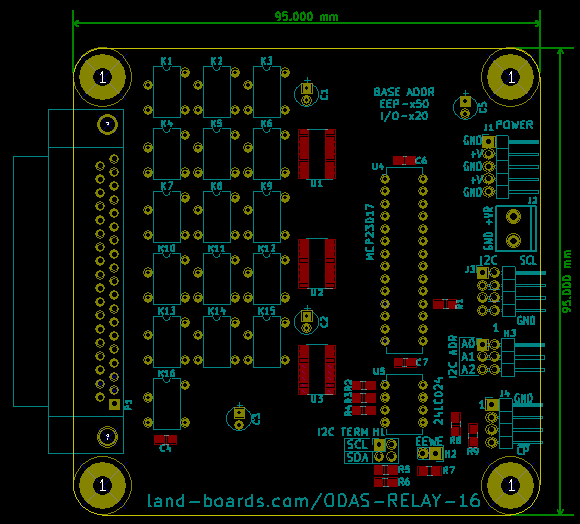 95.000 mm
1
1
K1 K2 K3
C1
BASE ADDR
EEP-x50
I/O-x20
C5
K4 K5 K6
J1 POWER
GND
+V
GND
+V
GND
U1
C6
U4
MCP23017
K7 K8 K9
J2
GND +VR
K10 K11 K12
I2C SCL
J3
GND
U2
R1
95.000 mm
K13 K14 K15
C2
1
H3
I2C ADR
A0
A1
A2
C7
U3
U5
24LC024
K16
R2
R3
R4
J4 GND
1
P1
C3
C4
I2C TERM H1
SCL
SDA
EEWE
H2
R8
R9
R5
R6
R7
1
1
land-boards.com/ODAS-RELAY-16